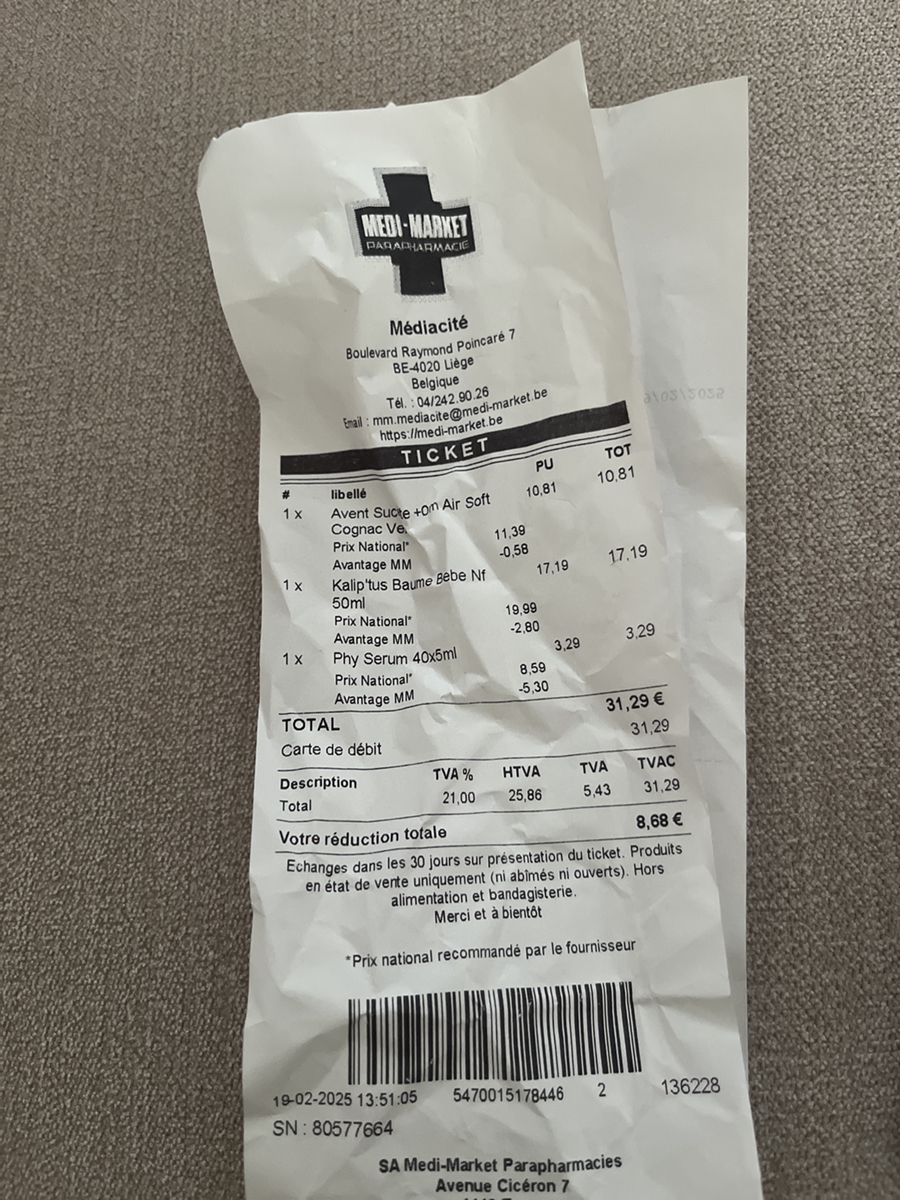 MEDI-MARKET
PARAPHARMACIE
Médiacité
Boulevard Raymond Poincaré 7
BE-4020 Liège
Belgique
Tél. : 04/242.90.26
Email : mm.mediacite@medi-market.be
https://medi-market.be
TICKET
# libellé PU TOT
1 x Avent Sucte +0m Air Soft 10,81 10,81
Cognac Ve
Prix National* 11,39
Avantage MM -0,58
1 x Kalip'tus Baume Bebe Nf 17,19 17,19
50ml
Prix National* 19,99
Avantage MM -2,80
1 x Phy Serum 40x5ml 3,29 3,29
Prix National* 8,59
Avantage MM -5,30
TOTAL 31,29 €
Carte de débit 31,29
Description TVA % HTVA TVA TVAC
Total 21,00 25,86 5,43 31,29
Votre réduction totale 8,68 €
Echanges dans les 30 jours sur présentation du ticket. Produits
en état de vente uniquement (ni abîmés ni ouverts). Hors
alimentation et bandagisterie.
Merci et à bientôt
*Prix national recommandé par le fournisseur
19-02-2025 13:51:05 5470015178446 2 136228
SN : 80577664
SA Medi-Market Parapharmacies
Avenue Cicéron 7